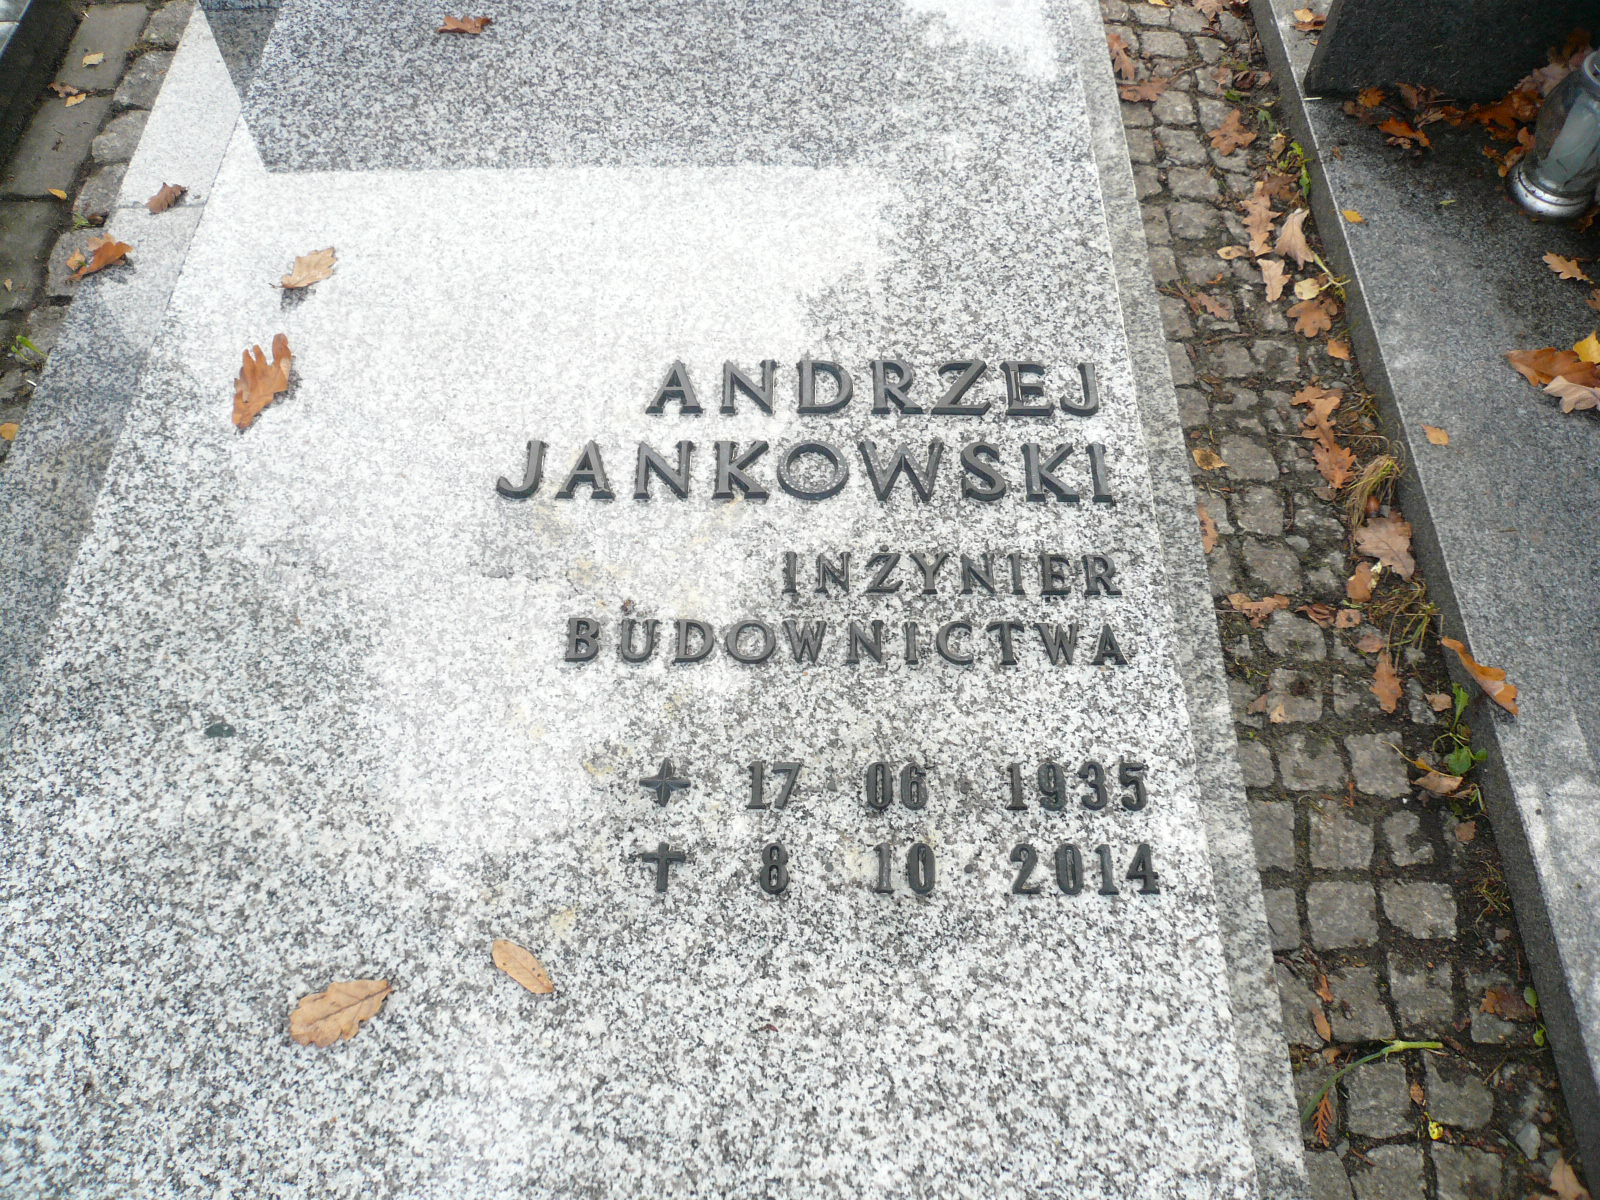 ANDRZEJ
JANKOWSKI
INŻYNIER
BUDOWNICTWA
17·06·1935
✝ 8·10·2014